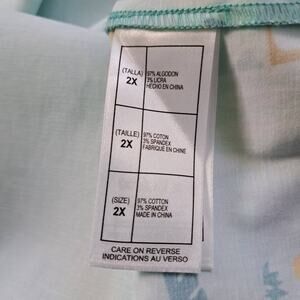 (TALLA)
2X
97% ALGODON
3% LICRA
HECHO EN CHINA
(TAILLE)
2X
97% COTON
3% SPANDEX
FABRIQUÉ EN CHINE
(SIZE)
2X
97% COTTON
3% SPANDEX
MADE IN CHINA
CARE ON REVERSE
INDICATIONS AU VERSO